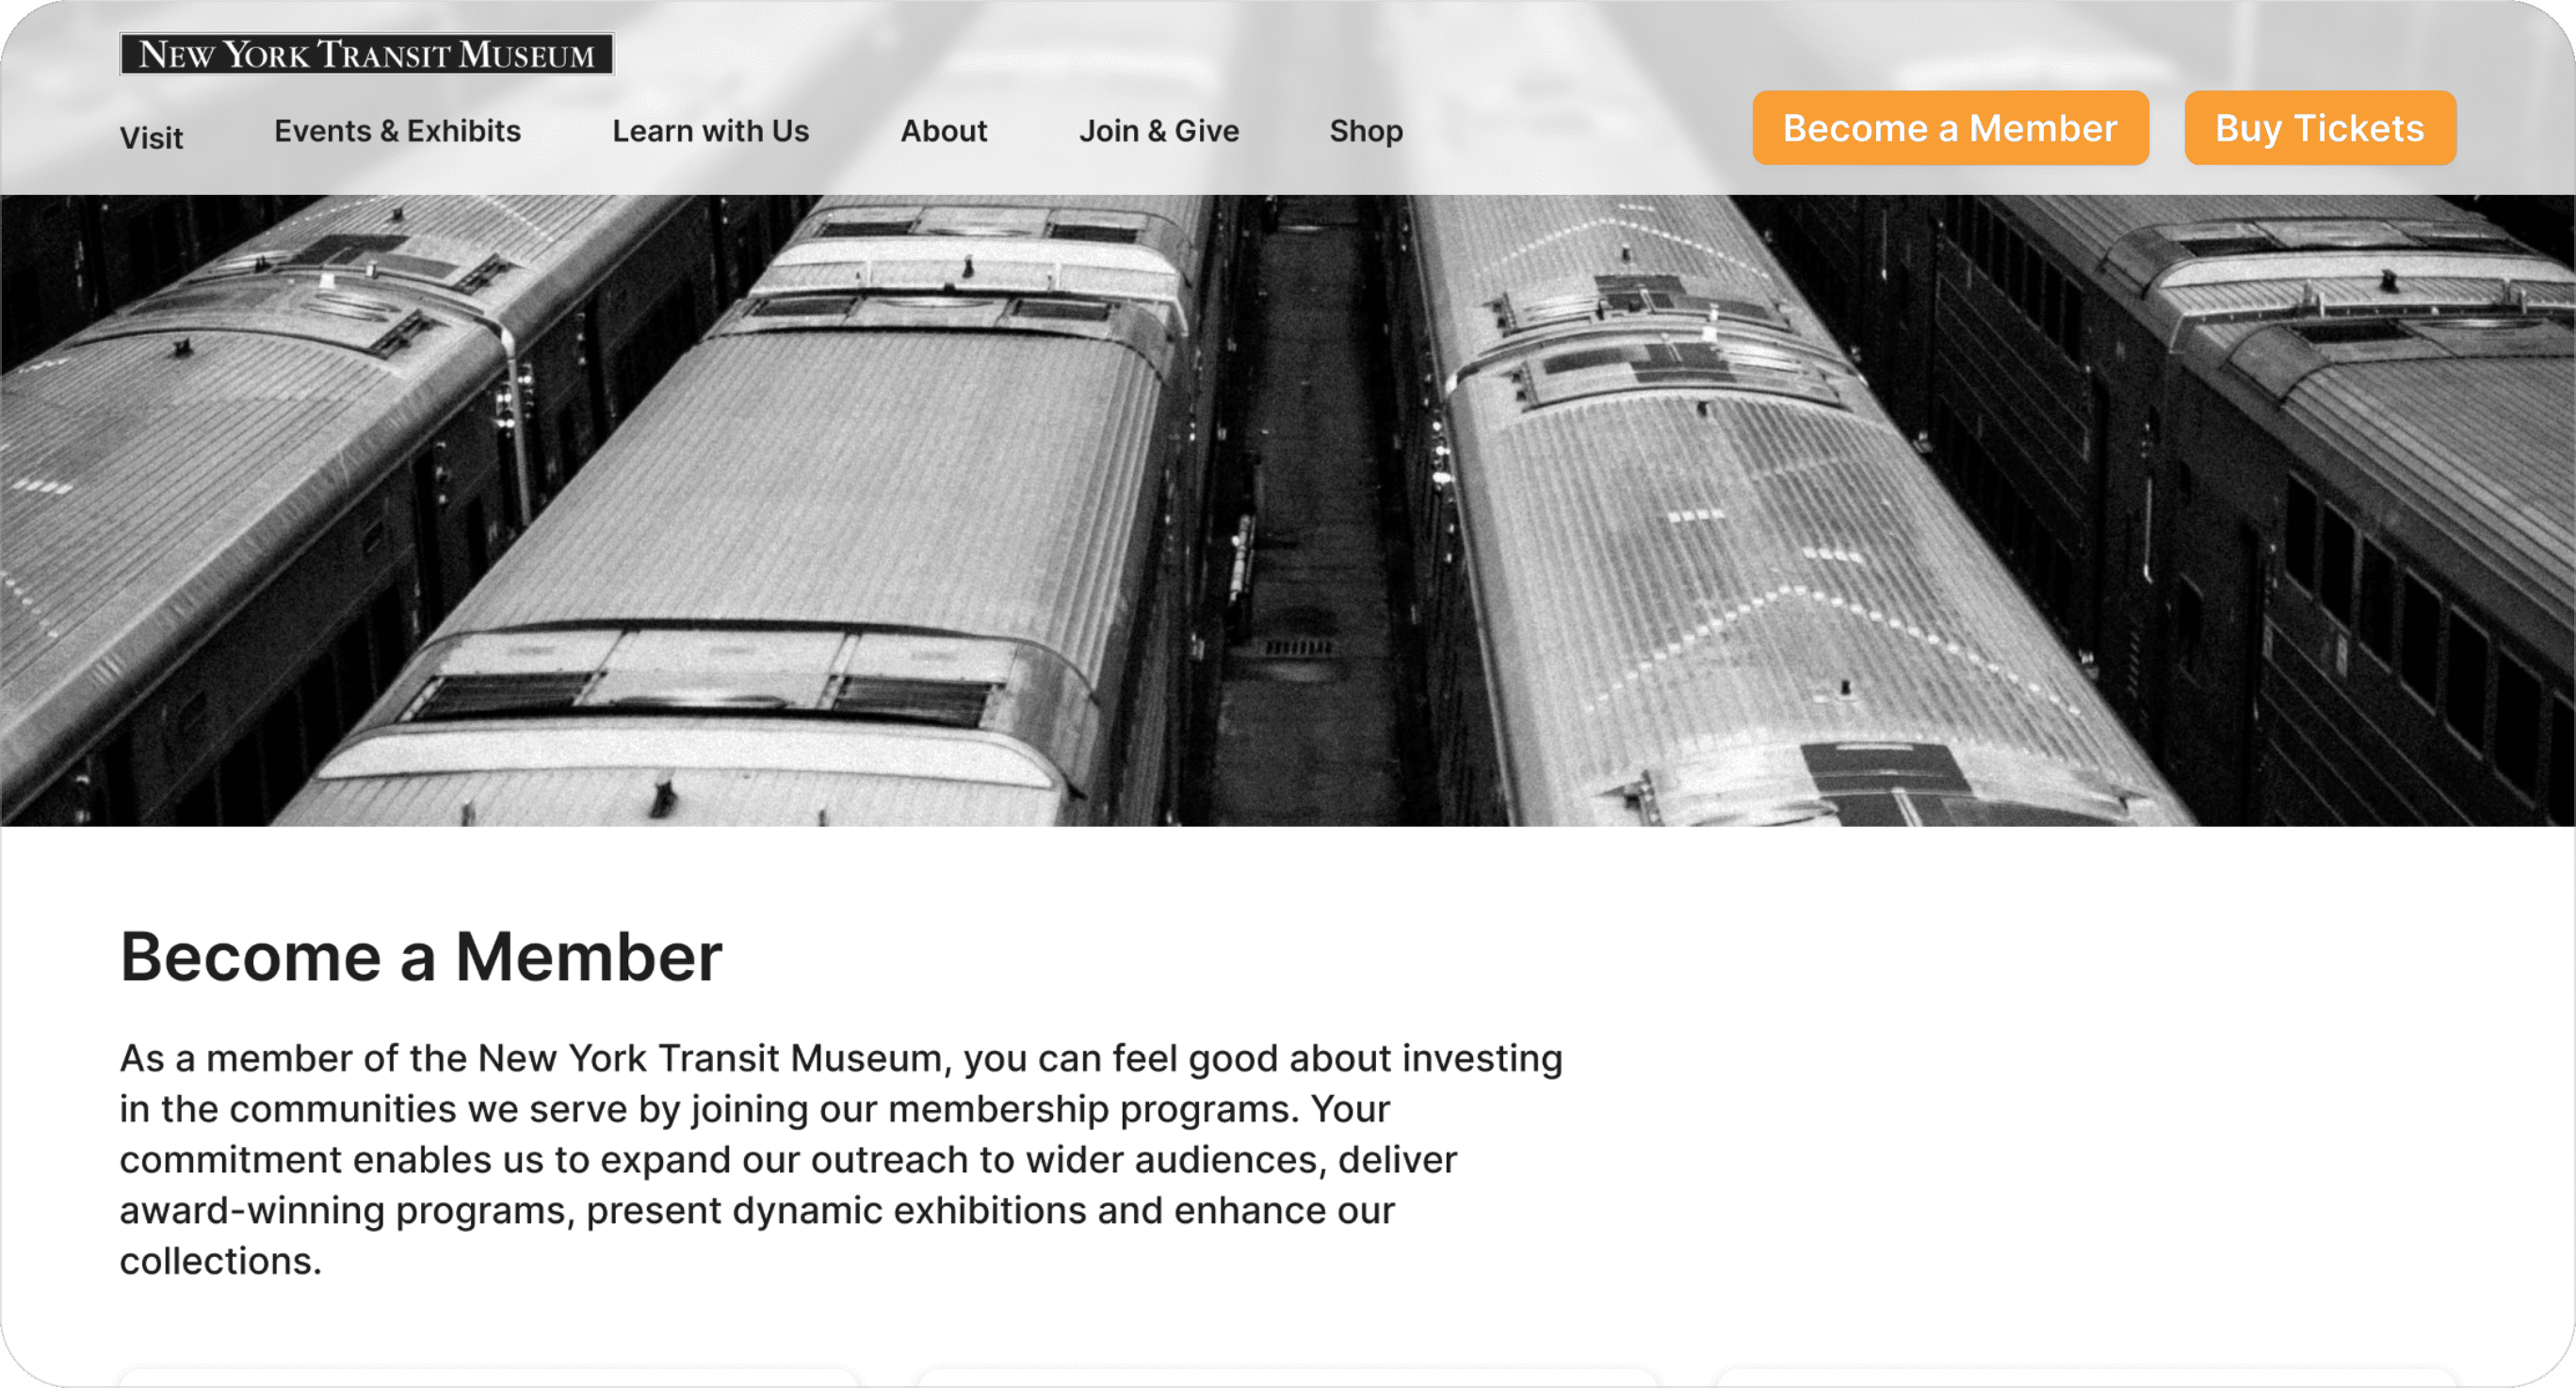 NEW YORK TRANSIT MUSEUM
Visit Events & Exhibits Learn with Us About Join & Give Shop Become a Member Buy Tickets
Become a Member
As a member of the New York Transit Museum, you can feel good about investing
in the communities we serve by joining our membership programs. Your
commitment enables us to expand our outreach to wider audiences, deliver
award-winning programs, present dynamic exhibitions and enhance our
collections.